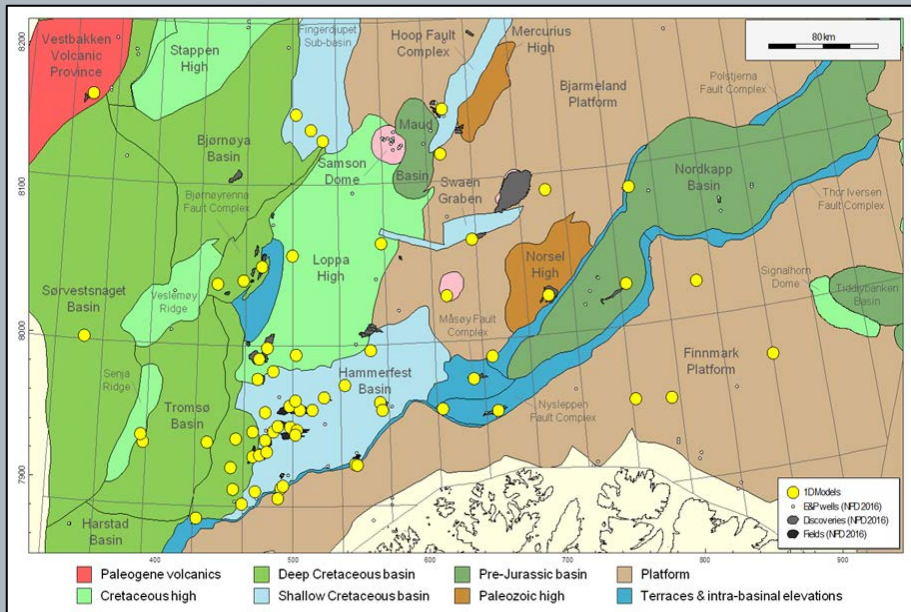 Vestbakken
Volcanic
Province
Stappen
High
Fingerdjupet
Sub-basin
Hoop Fault
Complex
Mercurius
High
80 km
Bjarmeland
Platform
Polstjerna
Fault Complex
Bjørnøya
Basin
Maud
Basin
Samson
Dome
Nordkapp
Basin
Bjørnøyrenna
Fault Complex
Swaen
Graben
Thor Iversen
Fault Complex
Loppa
High
Norsel
High
Signalhorn
Dome
Tiddlybanken
Basin
Sørvestsnaget
Basin
Veslemøy
Ridge
Måsøy Fault
Complex
Finnmark
Platform
Senja
Ridge
Hammerfest
Basin
Tromsø
Basin
Nysleppen
Fault Complex
Harstad
Basin
8200
8100
8000
7900
400
500
600
700
800
900
1D Models
E&P wells (NPD 2016)
Discoveries (NPD 2016)
Fields (NPD 2016)
Paleogene volcanics
Deep Cretaceous basin
Pre-Jurassic basin
Platform
Cretaceous high
Shallow Cretaceous basin
Paleozoic high
Terraces & intra-basinal elevations